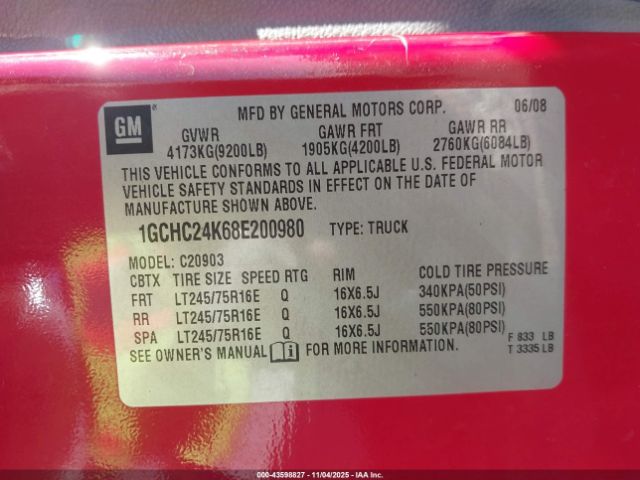 GM
MFD BY GENERAL MOTORS CORP. 06/08
GVWR GAWR FRT GAWR RR
4173KG(9200LB) 1905KG(4200LB) 2760KG(6084LB)
THIS VEHICLE CONFORMS TO ALL APPLICABLE U.S. FEDERAL MOTOR
VEHICLE SAFETY STANDARDS IN EFFECT ON THE DATE OF
MANUFACTURE SHOWN ABOVE.
1GCHC24K68E200980 TYPE: TRUCK
MODEL: C20903
CBTX TIRE SIZE SPEED RTG RIM COLD TIRE PRESSURE
FRT LT245/75R16E Q 16X6.5J 340KPA(50PSI)
RR LT245/75R16E Q 16X6.5J 550KPA(80PSI)
SPA LT245/75R16E Q 16X6.5J 550KPA(80PSI)
F 833 LB
T 3335 LB
SEE OWNER'S MANUAL i FOR MORE INFORMATION.
000-43598827 - 11/04/2025 - IAA Inc. (NA)